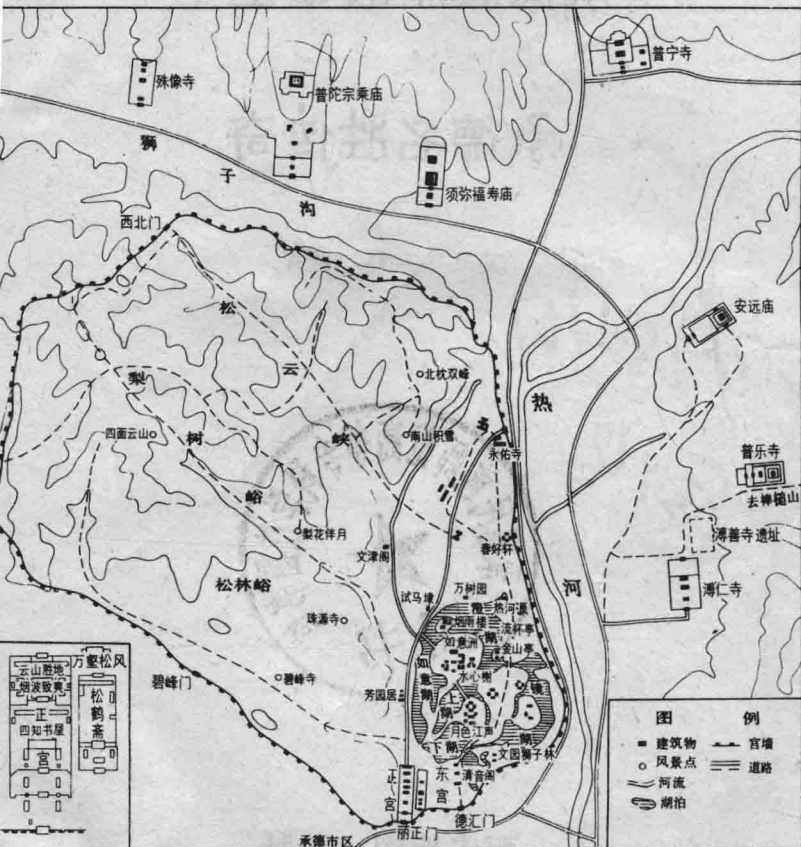 普宁寺
殊像寺
普陀宗乘庙
狮子沟
须弥福寿庙
西北门
安远庙
松云峡
北枕双峰
热河
梨树峪
四面云山
南山积雪
永佑寺
普乐寺
去棒槌山
溥善寺遗址
梨花伴月
文津阁
春好轩
溥仁寺
松林峪
试马埭
万树园
热河源
澄湖
烟雨楼
流杯亭
珠源寺
如意洲
金山亭
如意湖
水心榭
碧峰门
碧峰寺
芳园居
上湖
镜湖
月色江声
下湖
文园狮子林
正宫
东宫
清音阁
德汇门
丽正门
承德市区
万壑松风
云山胜地
烟波致爽
松鹤斋
正宫
四知书屋
图例
建筑物
宫墙
风景点
道路
河流
湖泊